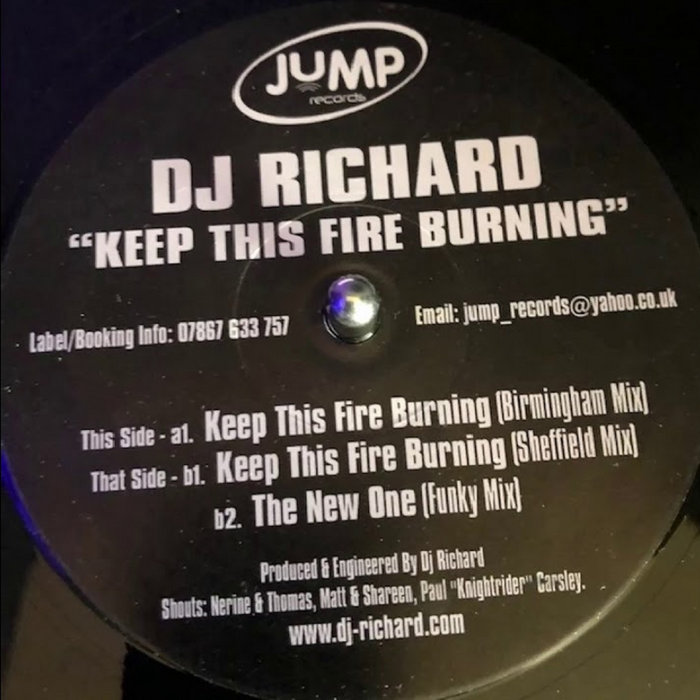 JUMP
records
DJ RICHARD
“KEEP THIS FIRE BURNING”
Label/Booking Info: 07867 633 757
Email: jump_records@yahoo.co.uk
This Side - a1. Keep This Fire Burning (Birmingham Mix)
That Side - b1. Keep This Fire Burning (Sheffield Mix)
b2. The New One (Funky Mix)
Produced & Engineered By Dj Richard
Shouts: Nerine & Thomas, Matt & Shareen, Paul "Knightrider" Carsley.
www.dj-richard.com